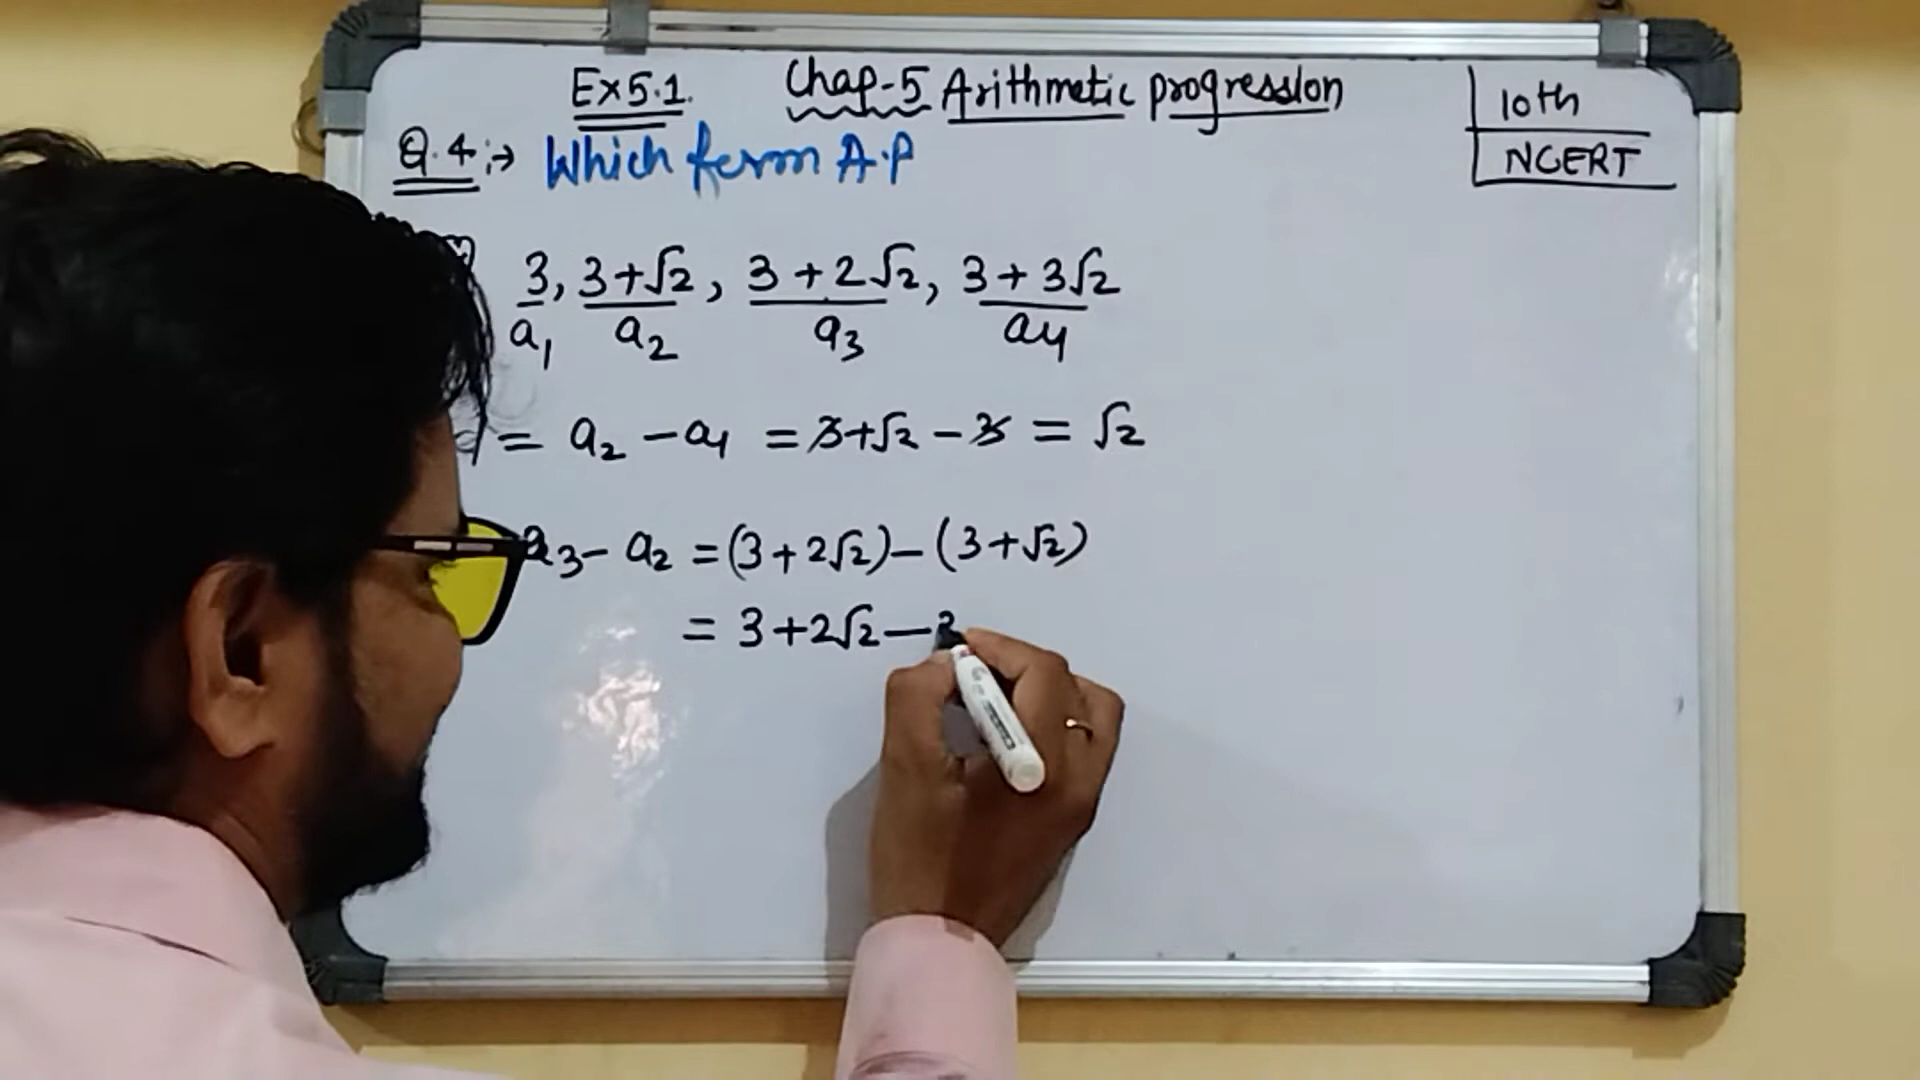 Ex 5.1. Chap-5 Arithmetic progression
10th
NCERT
Q.4:→ Which form A.P
3, 3+√2, 3+2√2, 3+3√2
a1 a2 a3 a4
= a2 - a1 = 3+√2 - 3 = √2
a3 - a2 = (3+2√2) - (3+√2)
= 3+2√2 - 3